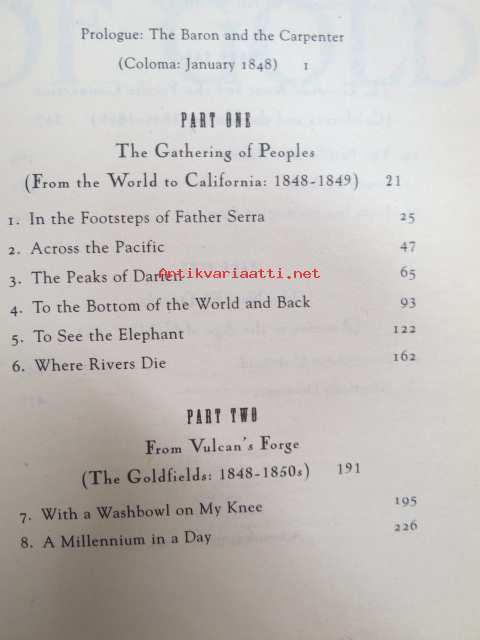 Prologue: The Baron and the Carpenter
(Coloma: January 1848) 1
PART ONE
The Gathering of Peoples
(From the World to California: 1848-1849) 21
1. In the Footsteps of Father Serra 25
2. Across the Pacific 47
3. The Peaks of Darien 65
Antikvariaatti.net
4. To the Bottom of the World and Back 93
5. To See the Elephant 122
6. Where Rivers Die 162
PART TWO
From Vulcan's Forge
(The Goldfields: 1848-1850s) 191
7. With a Washbowl on My Knee 195
8. A Millennium in a Day 226